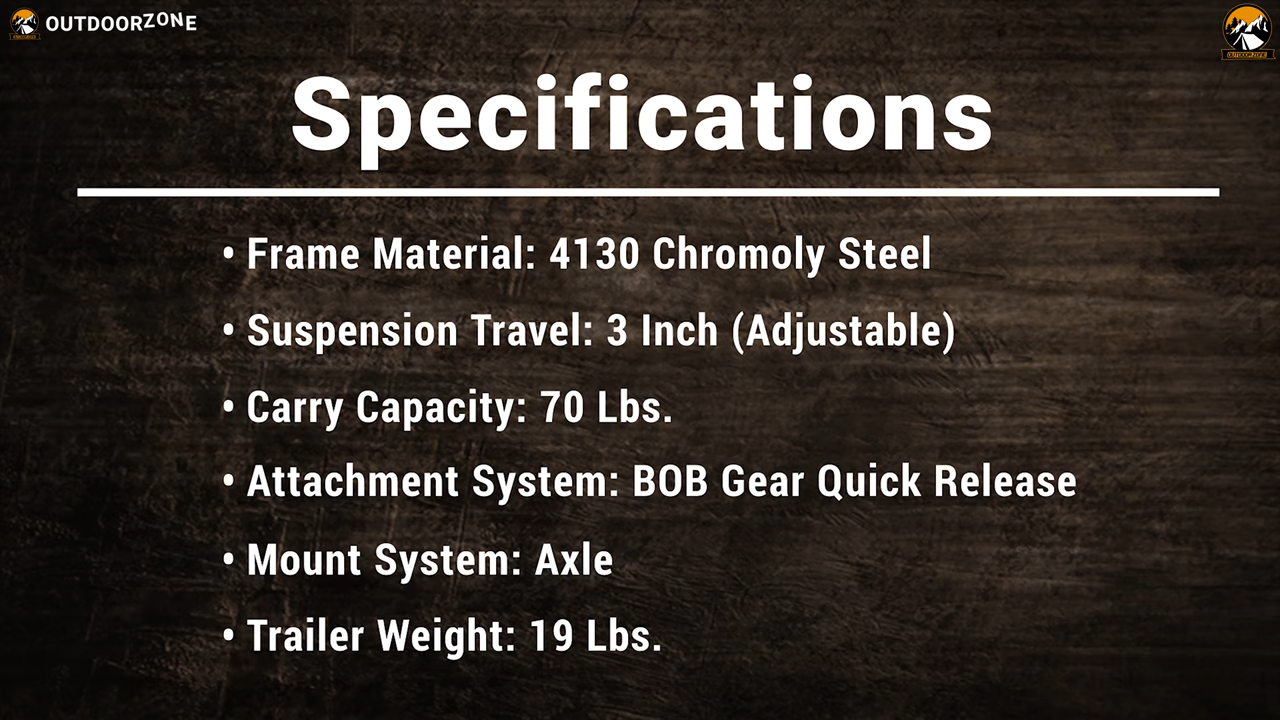 OUTDOORZONE
OUTDOORZONE
Specifications
• Frame Material: 4130 Chromoly Steel
• Suspension Travel: 3 Inch (Adjustable)
• Carry Capacity: 70 Lbs.
• Attachment System: BOB Gear Quick Release
• Mount System: Axle
• Trailer Weight: 19 Lbs.